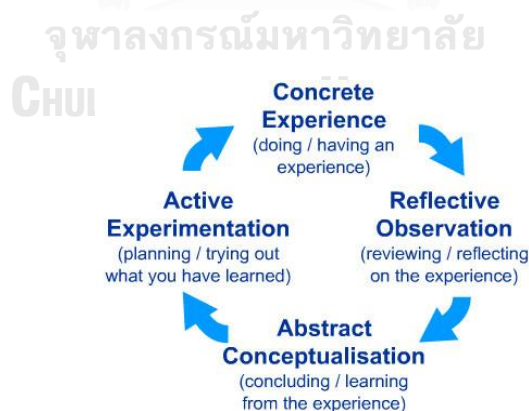 จุฬาลงกรณ์มหาวิทยาลัย
CHUI
Concrete
Experience
(doing / having an
experience)
Reflective
Observation
(reviewing / reflecting
on the experience)
Abstract
Conceptualisation
(concluding / learning
from the experience)
Active
Experimentation
(planning / trying out
what you have learned)